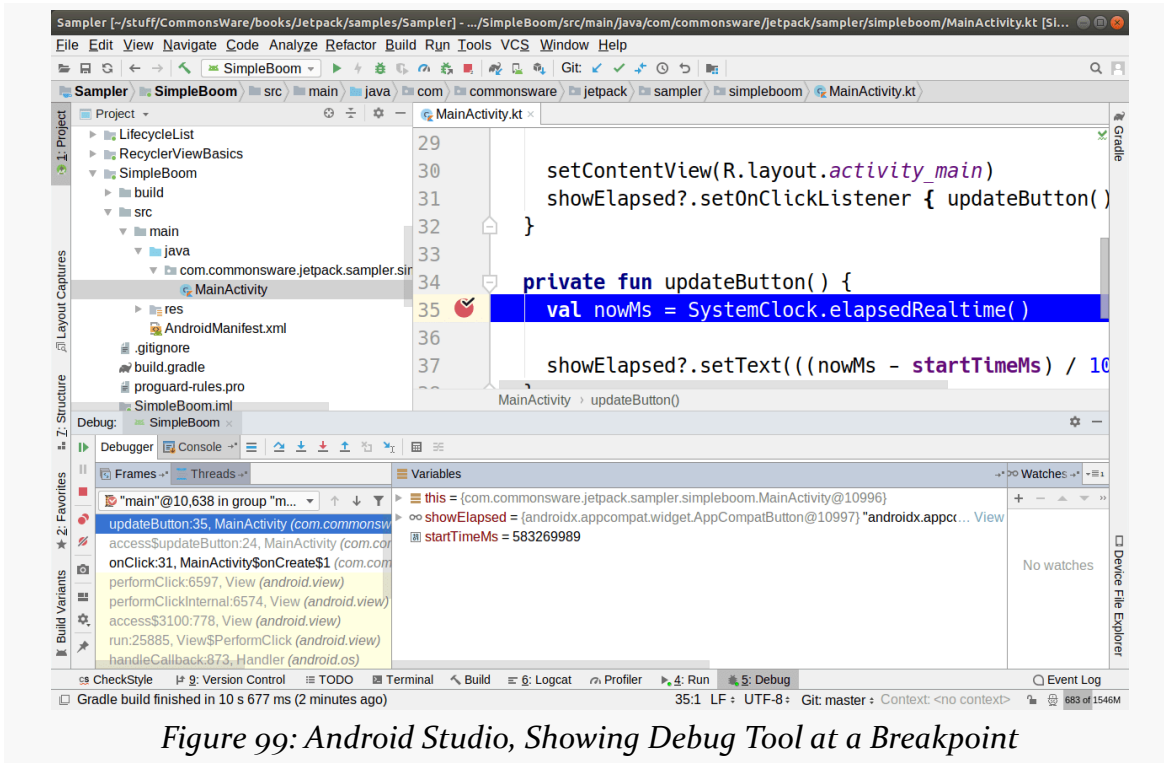 Sampler [~/stuff/CommonsWare/books/Jetpack/samples/Sampler] - .../SimpleBoom/src/main/java/com/commonsware/jetpack/sampler/simpleboom/MainActivity.kt [Si...
File Edit View Navigate Code Analyze Refactor Build Run Tools VCS Window Help
SimpleBoom Git:
Sampler SimpleBoom src main java com commonsware jetpack sampler simpleboom MainActivity.kt
1: Project
Layout Captures
7: Structure
2: Favorites
Build Variants
Project
LifecycleList
RecyclerViewBasics
SimpleBoom
build
src
main
java
com.commonsware.jetpack.sampler.sir
MainActivity
res
AndroidManifest.xml
.gitignore
build.gradle
proguard-rules.pro
SimpleBoom.iml
MainActivity.kt
29
30 setContentView(R.layout.activity_main)
31 showElapsed?.setOnClickListener { updateButton()
32 }
33
34 private fun updateButton() {
35 val nowMs = SystemClock.elapsedRealtime()
36
37 showElapsed?.setText(((nowMs - startTimeMs) / 10
MainActivity › updateButton()
Gradle
Device File Explorer
Debug: SimpleBoom
Debugger Console
Frames Threads
"main"@10,638 in group "m...
updateButton:35, MainActivity (com.commonsw
access$updateButton:24, MainActivity (com.con
onClick:31, MainActivity$onCreate$1 (com.com
performClick:6597, View (android.view)
performClickInternal:6574, View (android.view)
access$3100:778, View (android.view)
run:25885, View$PerformClick (android.view)
handleCallback:873, Handler (android.os)
Variables
this = {com.commonsware.jetpack.sampler.simpleboom.MainActivity@10996}
showElapsed = {androidx.appcompat.widget.AppCompatButton@10997} "androidx.appco… View
startTimeMs = 583269989
Watches
No watches
CheckStyle 9: Version Control TODO Terminal Build 6: Logcat Profiler 4: Run 5: Debug Event Log
Gradle build finished in 10 s 677 ms (2 minutes ago) 35:1 LF UTF-8 Git: master Context: <no context> 683 of 1546M
Figure 99: Android Studio, Showing Debug Tool at a Breakpoint